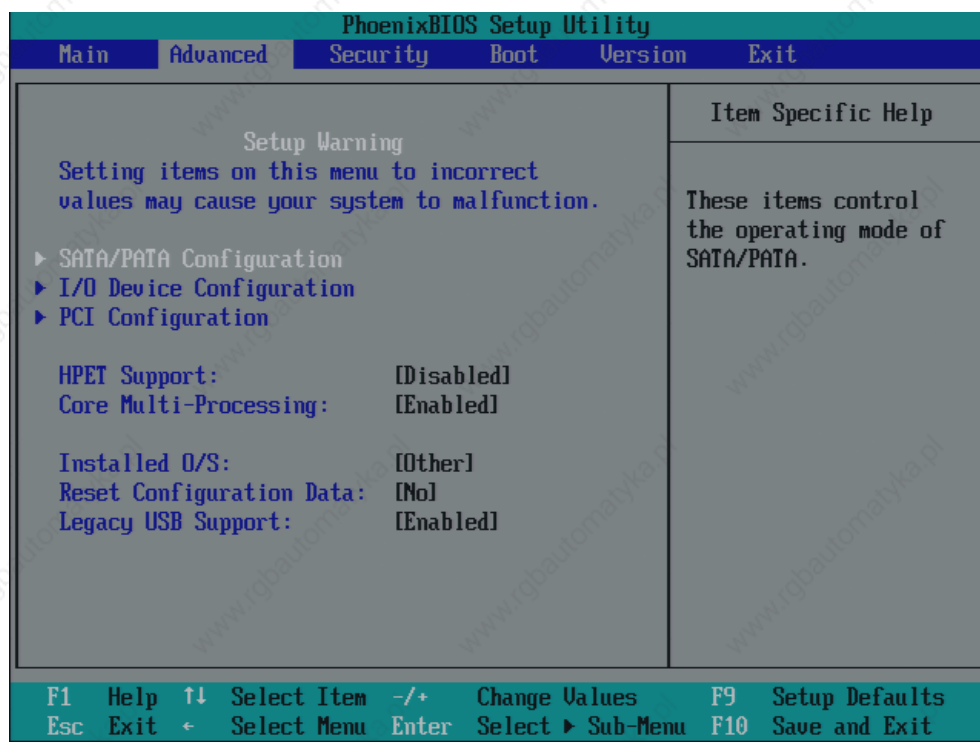 PhoenixBIOS Setup Utility
Main Advanced Security Boot Version Exit
Setup Warning
Setting items on this menu to incorrect
values may cause your system to malfunction.
▶ SATA/PATA Configuration
▶ I/O Device Configuration
▶ PCI Configuration
HPET Support: [Disabled]
Core Multi-Processing: [Enabled]
Installed O/S: [Other]
Reset Configuration Data: [No]
Legacy USB Support: [Enabled]
Item Specific Help
These items control
the operating mode of
SATA/PATA.
F1 Help ↑↓ Select Item -/+ Change Values F9 Setup Defaults
Esc Exit ← Select Menu Enter Select ▶ Sub-Menu F10 Save and Exit
www.rgbautomatyka.pl